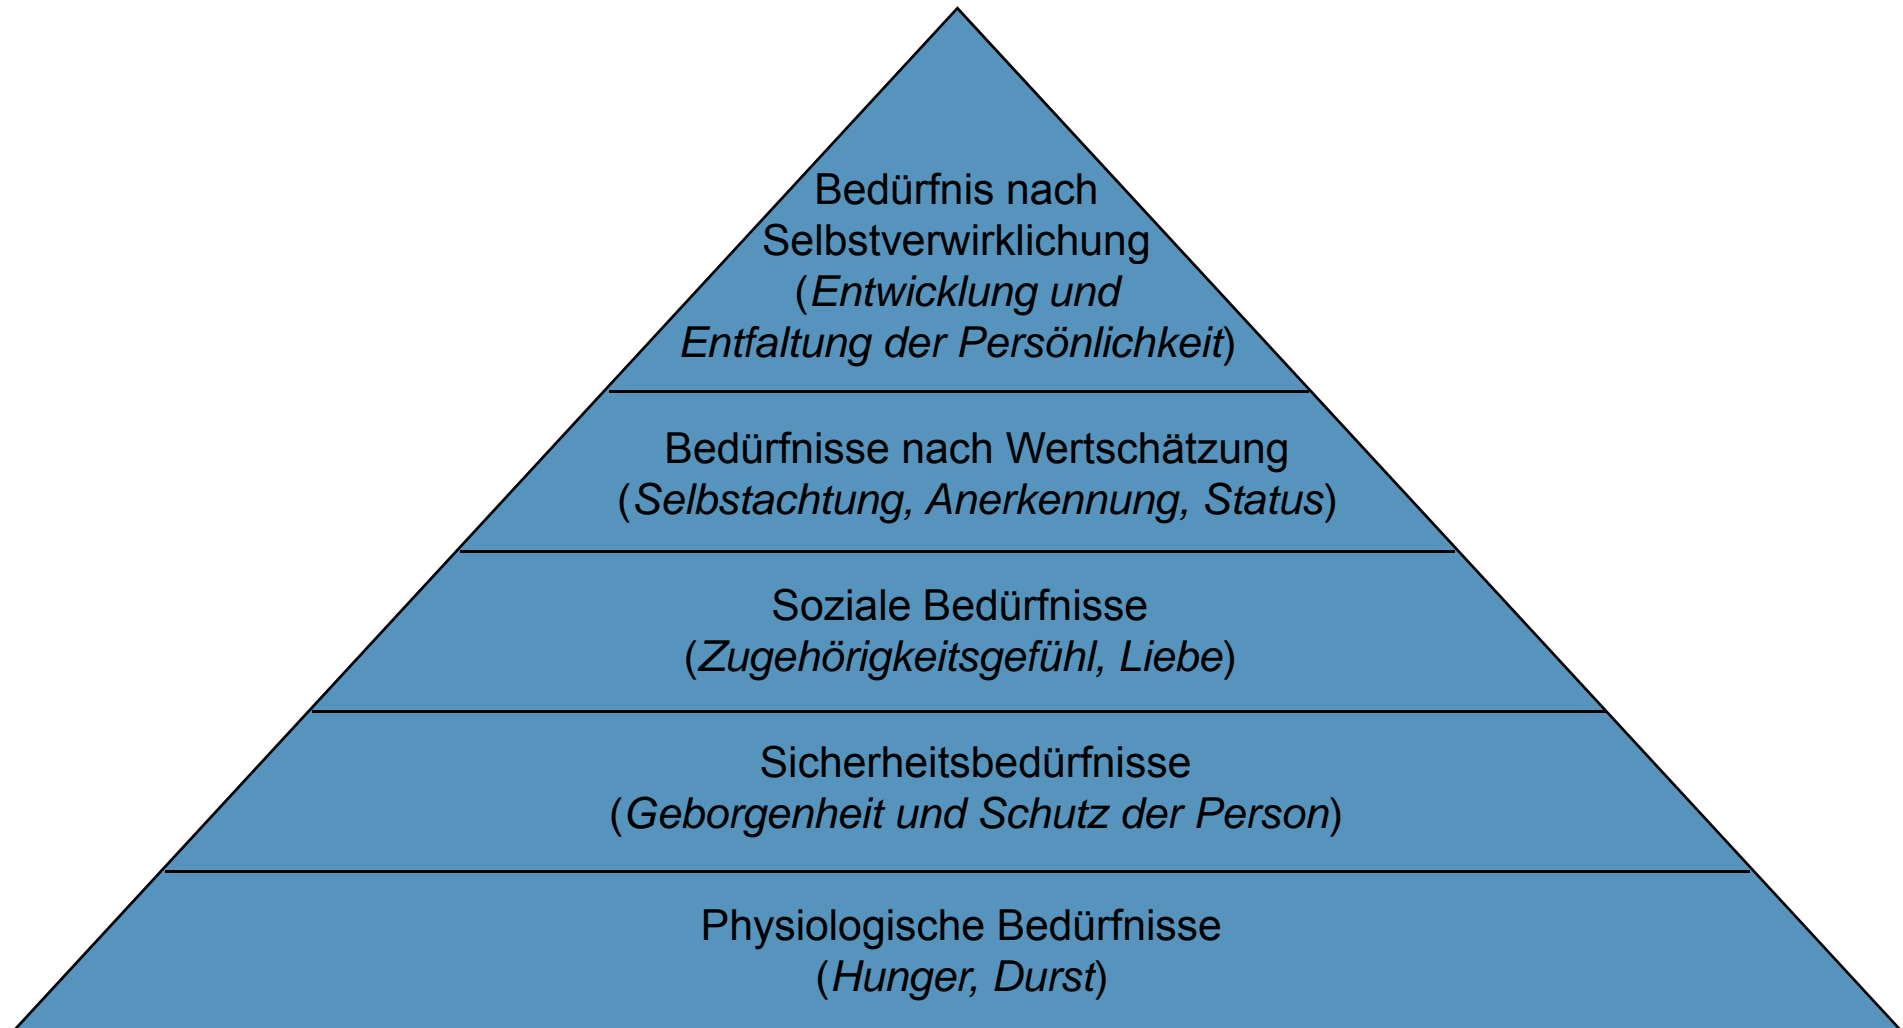 Bedürfnis nach
Selbstverwirklichung
(Entwicklung und
Entfaltung der Persönlichkeit)
Bedürfnisse nach Wertschätzung
(Selbstachtung, Anerkennung, Status)
Soziale Bedürfnisse
(Zugehörigkeitsgefühl, Liebe)
Sicherheitsbedürfnisse
(Geborgenheit und Schutz der Person)
Physiologische Bedürfnisse
(Hunger, Durst)